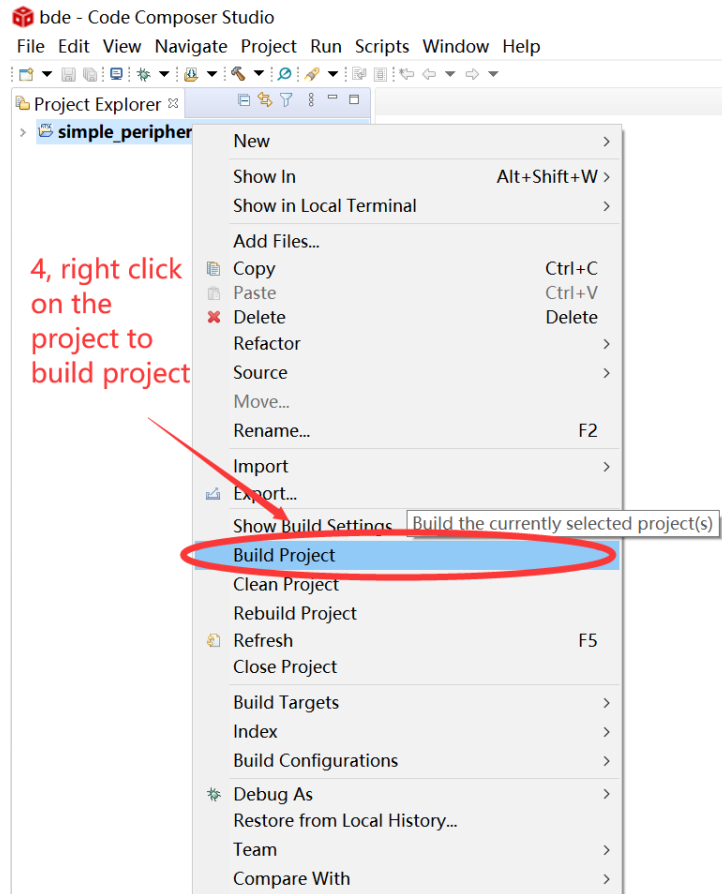 bde - Code Composer Studio
File Edit View Navigate Project Run Scripts Window Help
Project Explorer
simple_peripher
New
Show In Alt+Shift+W
Show in Local Terminal
Add Files...
Copy Ctrl+C
Paste Ctrl+V
Delete Delete
Refactor
Source
Move...
Rename... F2
Import
Export...
Show Build Settings
Build the currently selected project(s)
Build Project
Clean Project
Rebuild Project
Refresh F5
Close Project
Build Targets
Index
Build Configurations
Debug As
Restore from Local History...
Team
Compare With
4, right click
on the
project to
build project